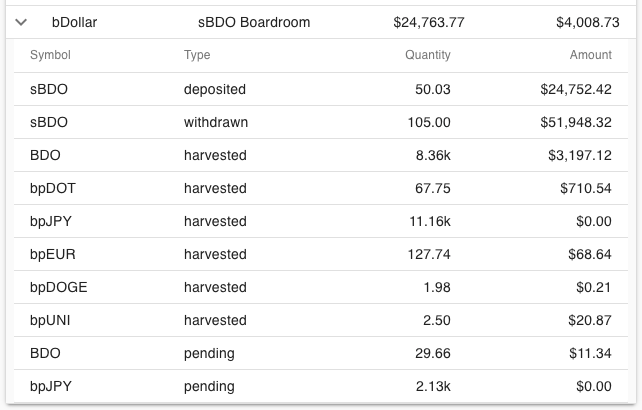 bDollar sBDO Boardroom $24,763.77 $4,008.73
Symbol Type Quantity Amount
sBDO deposited 50.03 $24,752.42
sBDO withdrawn 105.00 $51,948.32
BDO harvested 8.36k $3,197.12
bpDOT harvested 67.75 $710.54
bpJPY harvested 11.16k $0.00
bpEUR harvested 127.74 $68.64
bpDOGE harvested 1.98 $0.21
bpUNI harvested 2.50 $20.87
BDO pending 29.66 $11.34
bpJPY pending 2.13k $0.00